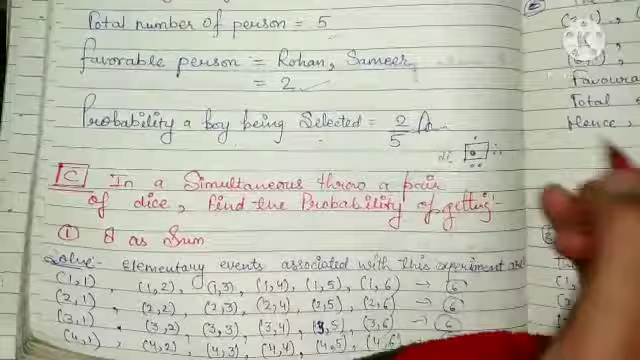 Total number of person = 5
favorable person = Rohan, Sameer,
= 2
Probability a boy being Selected = 2/5 A
C In a Simultaneous throw a pair
of dice, find the Probability of getting
① 8 as Sum
Solve- elementary events associated with this experiment are
(1,1), (1,2), (1,3), (1,4), (1,5), (1,6) → 6
(2,1), (2,2), (2,3), (2,4), (2,5), (2,6) → 6
(3,1), (3,2), (3,3), (3,4), (3,5), (3,6) → 6
(4,1), (4,2), (4,3), (4,4), (4,5), (4,6)
Favoura
Total
Hence,
K